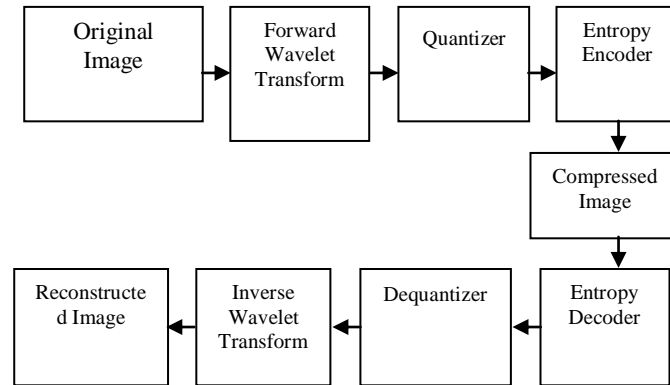 Original
Image
Forward
Wavelet
Transform
Quantizer
Entropy
Encoder
Compressed
Image
Reconstructe
d Image
Inverse
Wavelet
Transform
Dequantizer
Entropy
Decoder